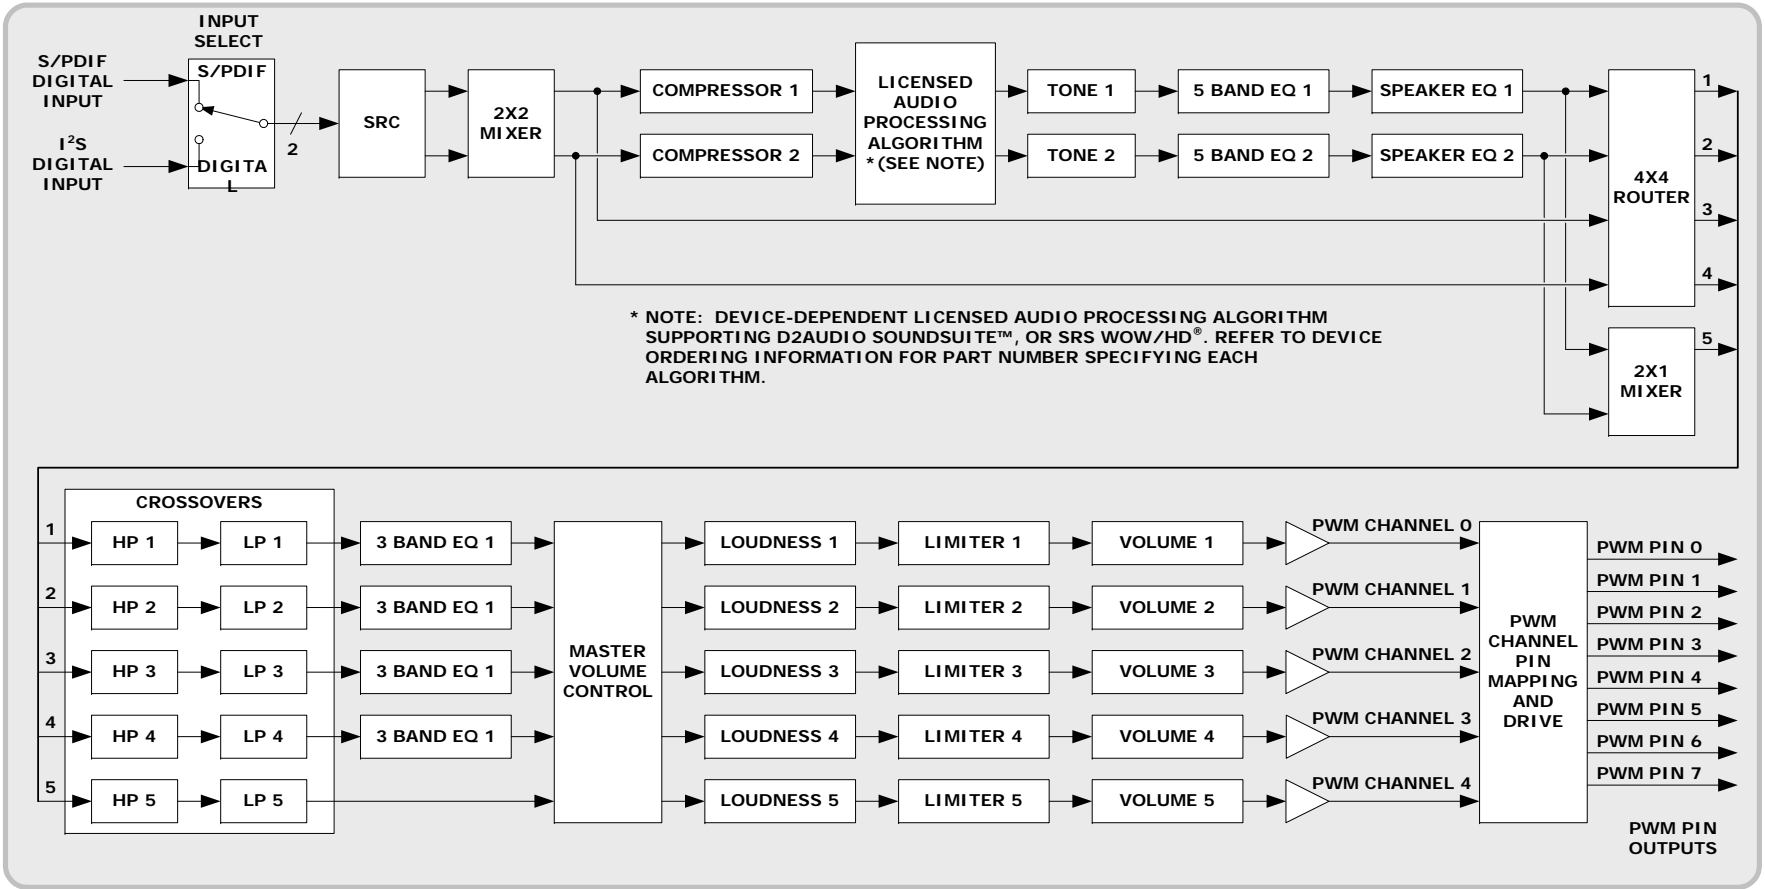 INPUT
SELECT
S/PDIF
DIGITAL
INPUT
I²S
DIGITAL
INPUT
S/PDIF
DIGITA
L
2
SRC
2X2
MIXER
COMPRESSOR 1
COMPRESSOR 2
LICENSED
AUDIO
PROCESSING
ALGORITHM
*(SEE NOTE)
TONE 1
5 BAND EQ 1
SPEAKER EQ 1
TONE 2
5 BAND EQ 2
SPEAKER EQ 2
4X4
ROUTER
1
2
3
4
2X1
MIXER
5
* NOTE: DEVICE-DEPENDENT LICENSED AUDIO PROCESSING ALGORITHM
SUPPORTING D2AUDIO SOUNDSUITE™, OR SRS WOW/HD®. REFER TO DEVICE
ORDERING INFORMATION FOR PART NUMBER SPECIFYING EACH
ALGORITHM.
CROSSOVERS
1
HP 1
LP 1
3 BAND EQ 1
2
HP 2
LP 2
3 BAND EQ 1
3
HP 3
LP 3
3 BAND EQ 1
4
HP 4
LP 4
3 BAND EQ 1
5
HP 5
LP 5
MASTER
VOLUME
CONTROL
LOUDNESS 1
LIMITER 1
VOLUME 1
PWM CHANNEL 0
LOUDNESS 2
LIMITER 2
VOLUME 2
PWM CHANNEL 1
LOUDNESS 3
LIMITER 3
VOLUME 3
PWM CHANNEL 2
LOUDNESS 4
LIMITER 4
VOLUME 4
PWM CHANNEL 3
LOUDNESS 5
LIMITER 5
VOLUME 5
PWM CHANNEL 4
PWM
CHANNEL
PIN
MAPPING
AND
DRIVE
PWM PIN 0
PWM PIN 1
PWM PIN 2
PWM PIN 3
PWM PIN 4
PWM PIN 5
PWM PIN 6
PWM PIN 7
PWM PIN
OUTPUTS